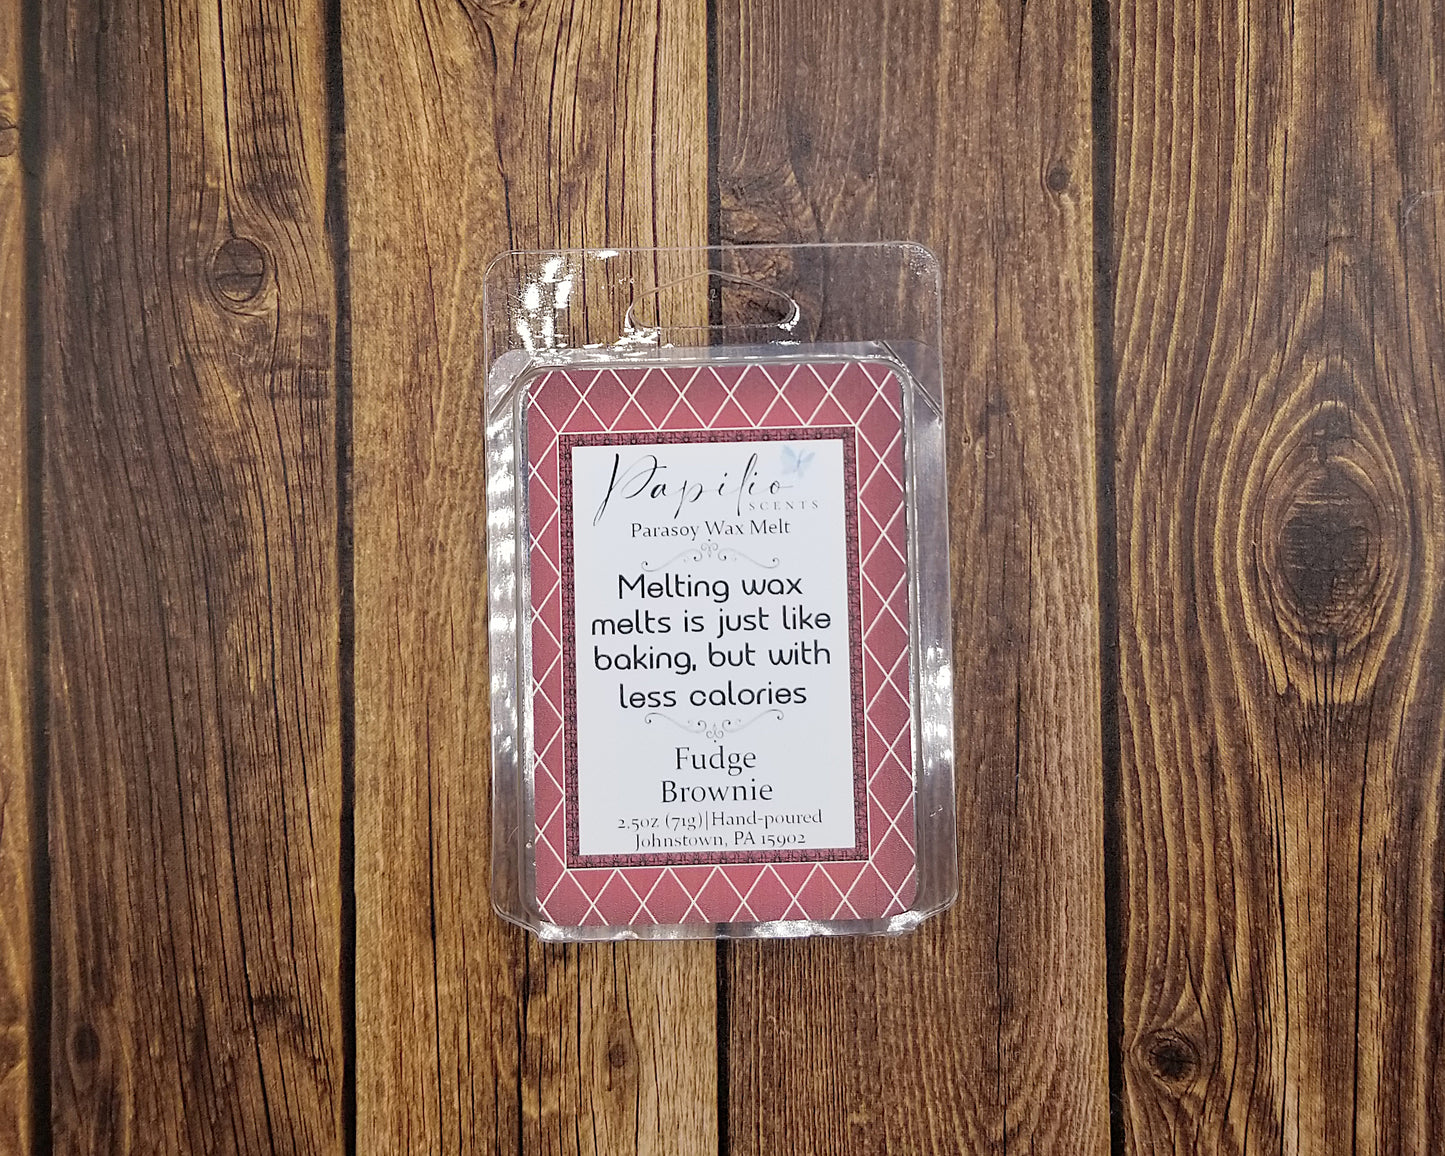 Papilio
SCENTS
Parasoy Wax Melt
Melting wax
melts is just like
baking, but with
less calories
Fudge
Brownie
2.5oz (71g)|Hand-poured
Johnstown, PA 15902